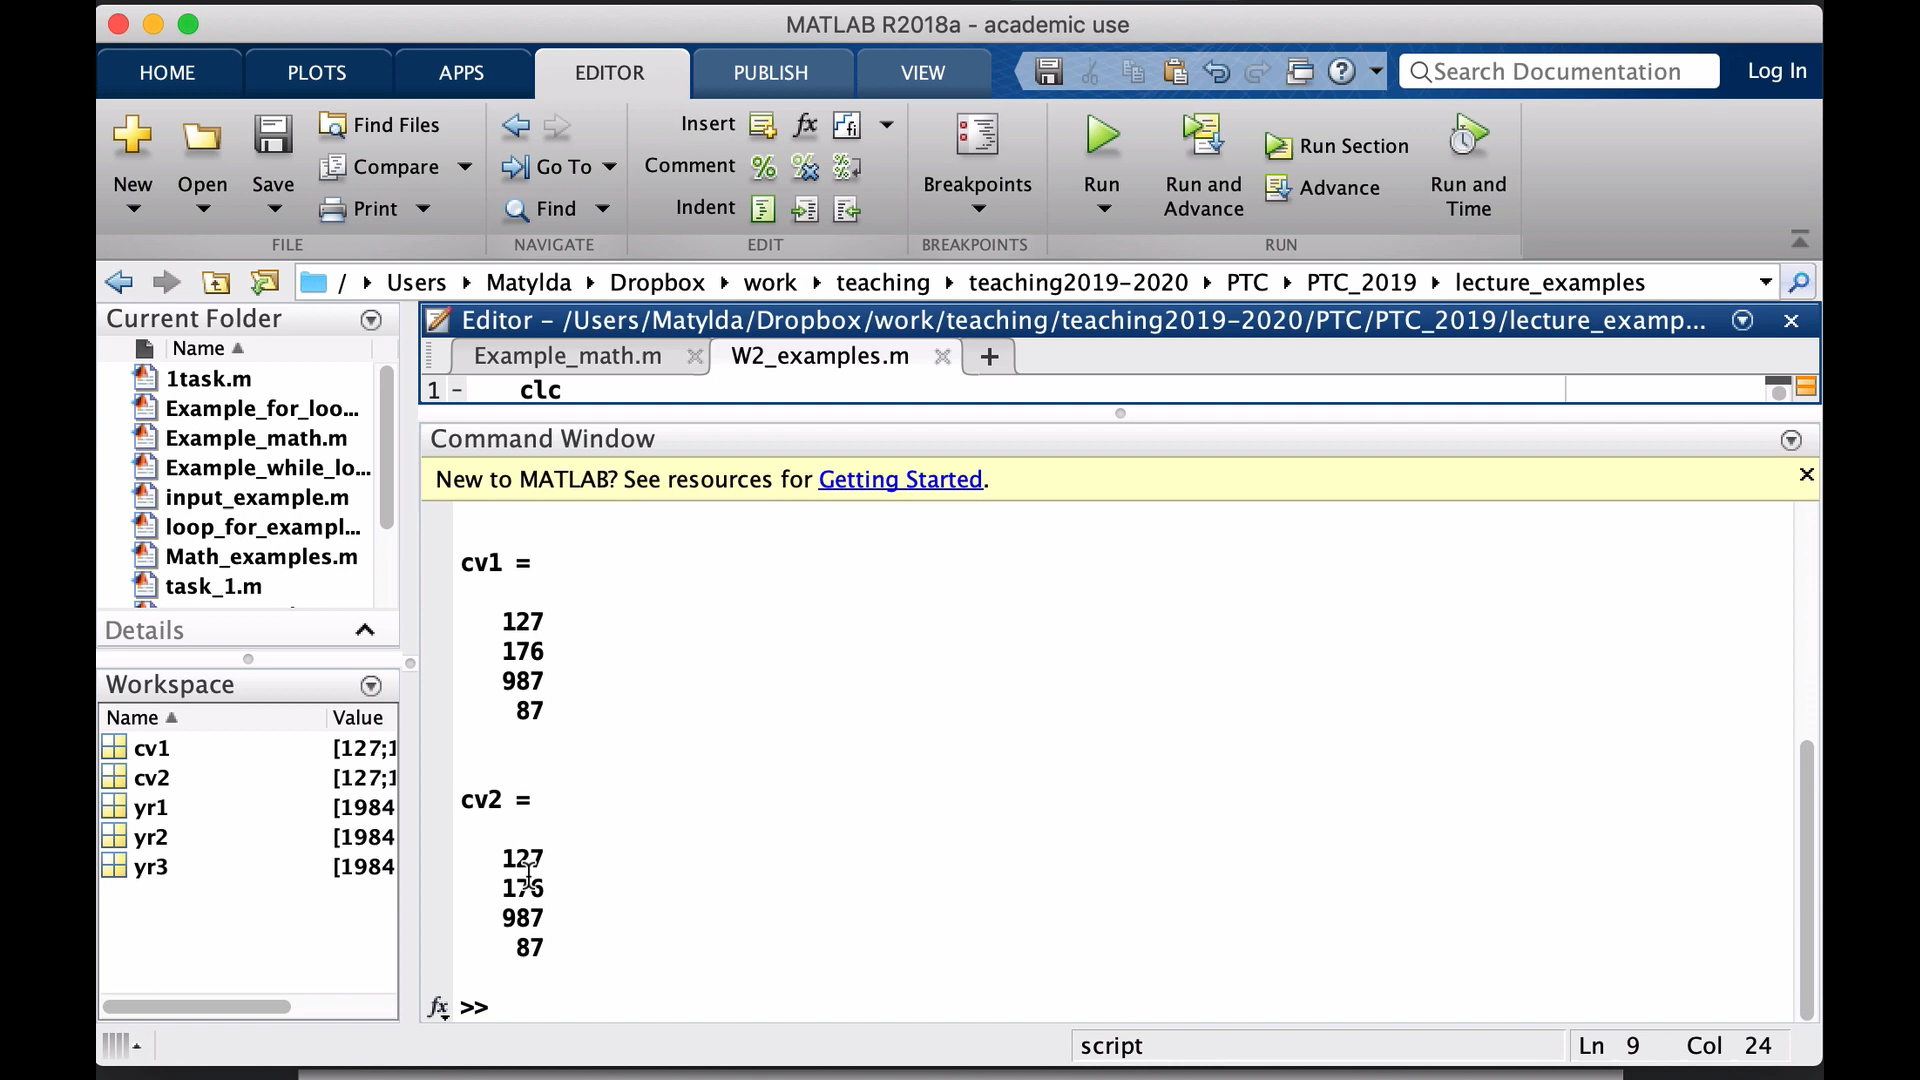 MATLAB R2018a - academic use
HOME PLOTS APPS EDITOR PUBLISH VIEW Search Documentation Log In
New Open Save Find Files Compare Print
Go To Find
Insert Comment Indent
Breakpoints
Run Run and Advance Run Section Advance Run and Time
FILE NAVIGATE EDIT BREAKPOINTS RUN
/ Users Matylda Dropbox work teaching teaching2019-2020 PTC PTC_2019 lecture_examples
Current Folder
Name
1task.m
Example_for_loo...
Example_math.m
Example_while_lo...
input_example.m
loop_for_exampl...
Math_examples.m
task_1.m
Details
Workspace
Name Value
cv1 [127;1
cv2 [127;1
yr1 [1984
yr2 [1984
yr3 [1984
Editor - /Users/Matylda/Dropbox/work/teaching/teaching2019-2020/PTC/PTC_2019/lecture_examp...
Example_math.m W2_examples.m
1 - clc
Command Window
New to MATLAB? See resources for Getting Started.
cv1 =
127
176
987
87
cv2 =
127
176
987
87
fx >>
script Ln 9 Col 24